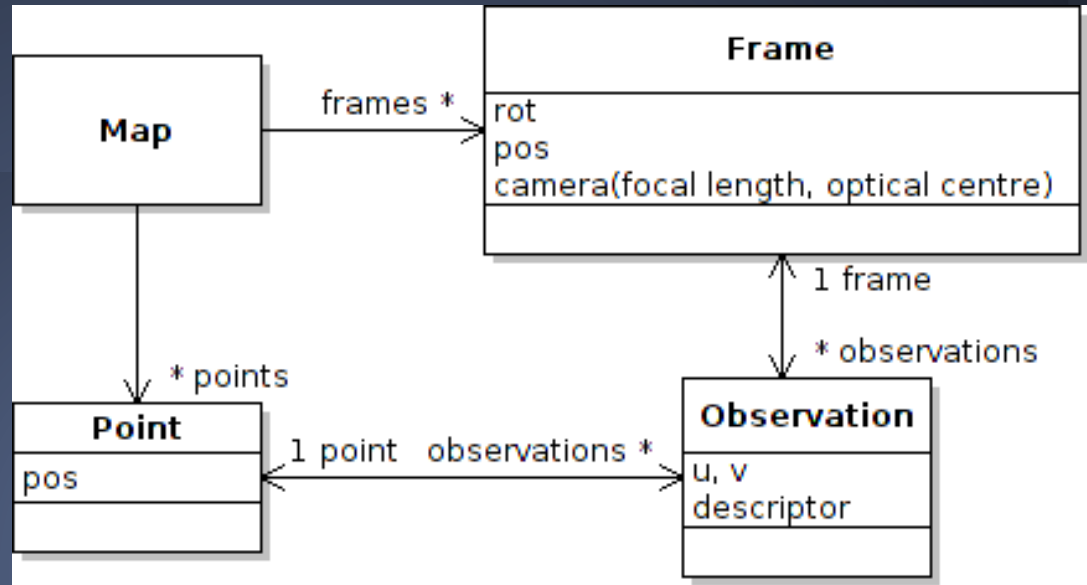 Frame
frames *
rot
Map
pos
camera(focal length, optical centre)
1 frame
* observations
* points
Point
Observation
1 point observations *
pos
u, v
descriptor